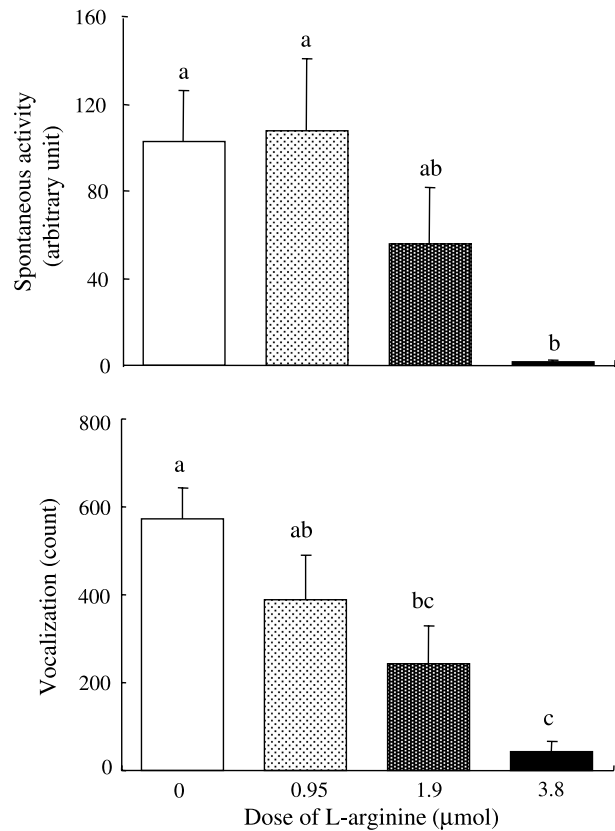 160
120
80
40
0
Spontaneous activity
(arbitrary unit)
a
a
ab
b
800
600
400
200
0
Vocalization (count)
a
ab
bc
c
0 0.95 1.9 3.8
Dose of L-arginine (μmol)